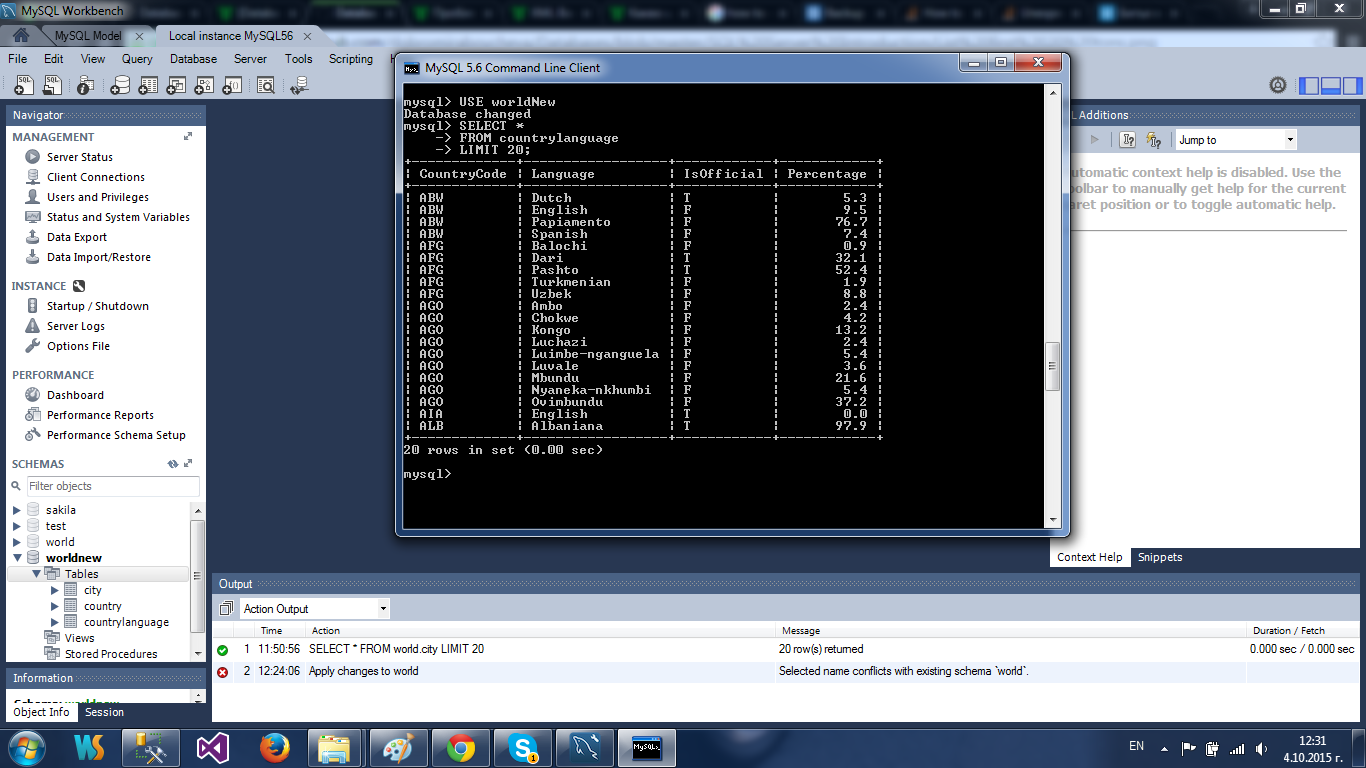 MySQL Workbench
MySQL Model
Local instance MySQL56
File Edit View Query Database Server Tools Scripting
Navigator
MANAGEMENT
Server Status
Client Connections
Users and Privileges
Status and System Variables
Data Export
Data Import/Restore
INSTANCE
Startup / Shutdown
Server Logs
Options File
PERFORMANCE
Dashboard
Performance Reports
Performance Schema Setup
SCHEMAS
Filter objects
sakila
test
world
worldnew
Tables
city
country
countrylanguage
Views
Stored Procedures
Information
Object Info Session
MySQL 5.6 Command Line Client
mysql> USE worldNew
Database changed
mysql> SELECT *
-> FROM countrylanguage
-> LIMIT 20;
+-------------+------------------+------------+------------+
| CountryCode | Language | IsOfficial | Percentage |
+-------------+------------------+------------+------------+
| ABW | Dutch | T | 5.3 |
| ABW | English | F | 9.5 |
| ABW | Papiamento | F | 76.7 |
| ABW | Spanish | F | 7.4 |
| AFG | Balochi | F | 0.9 |
| AFG | Dari | T | 32.1 |
| AFG | Pashto | T | 52.4 |
| AFG | Turkmenian | F | 1.9 |
| AFG | Uzbek | F | 8.8 |
| AGO | Ambo | F | 2.4 |
| AGO | Chokwe | F | 4.2 |
| AGO | Kongo | F | 13.2 |
| AGO | Luchazi | F | 2.4 |
| AGO | Luimbe-nganguela | F | 5.4 |
| AGO | Luvale | F | 3.6 |
| AGO | Mbundu | F | 21.6 |
| AGO | Nyaneka-nkhumbi | F | 5.4 |
| AGO | Ovimbundu | F | 37.2 |
| AIA | English | T | 0.0 |
| ALB | Albaniana | T | 97.9 |
+-------------+------------------+------------+------------+
20 rows in set (0.00 sec)
mysql>
L Additions
Jump to
utomatic context help is disabled. Use the
oolbar to manually get help for the current
aret position or to toggle automatic help.
Context Help Snippets
Output
Action Output
Time Action Message Duration / Fetch
1 11:50:56 SELECT * FROM world.city LIMIT 20 20 row(s) returned 0.000 sec / 0.000 sec
2 12:24:06 Apply changes to world Selected name conflicts with existing schema `world`.
EN
12:31
4.10.2015 г.